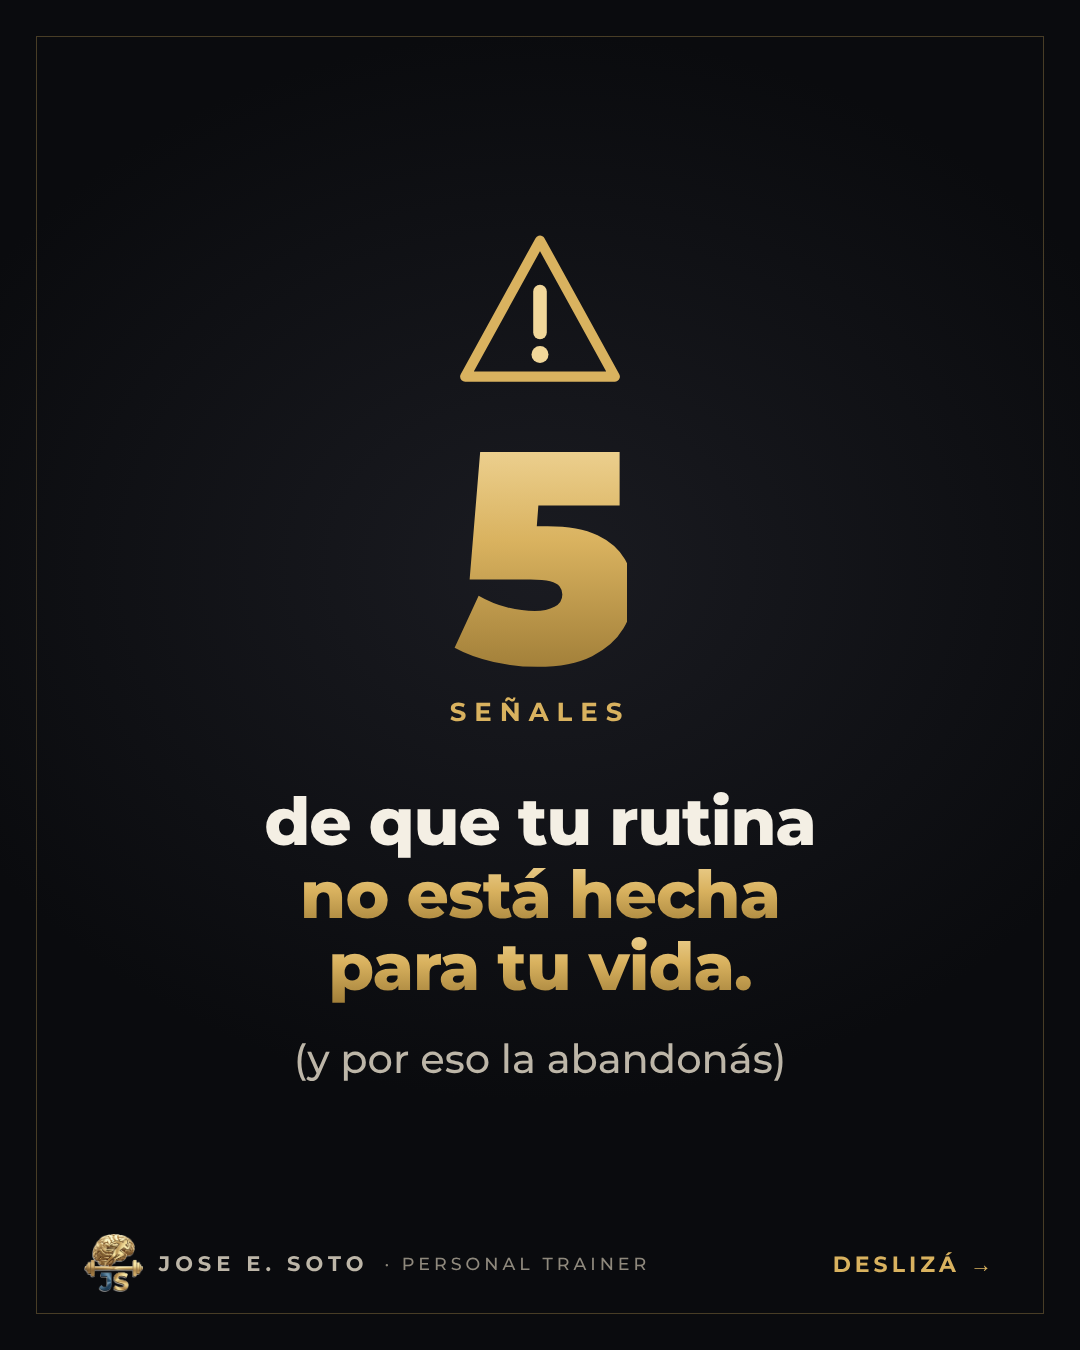 !
5
SEÑALES
de que tu rutina
no está hecha
para tu vida.
(y por eso la abandonás)
JS
JOSE E. SOTO · PERSONAL TRAINER
DESLIZÁ →